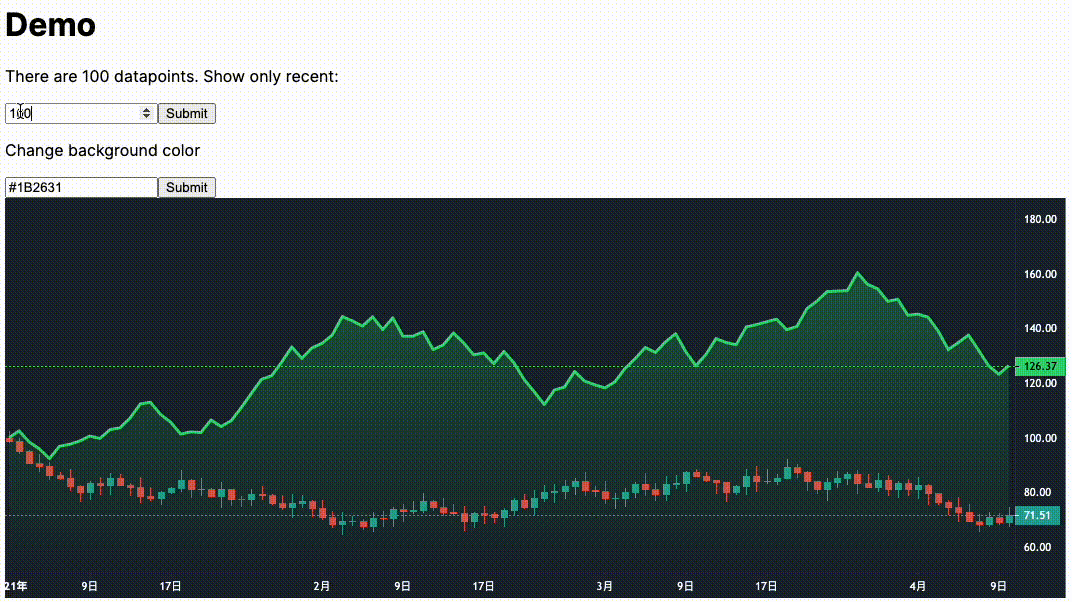 Demo
There are 100 datapoints. Show only recent:
Submit
Change background color
#1B2631 Submit
180.00
160.00
140.00
126.37
120.00
100.00
80.00
71.51
60.00
21年 9日 17日 2月 9日 17日 3月 9日 17日 4月 9日